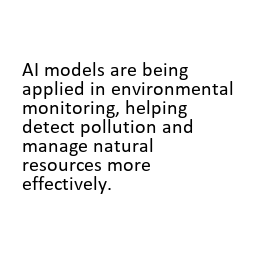 AI models are being
applied in environmental
monitoring, helping
detect pollution and
manage natural
resources more
effectively.